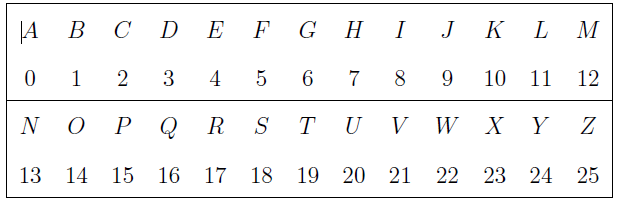 A B C D E F G H I J K L M
0 1 2 3 4 5 6 7 8 9 10 11 12
N O P Q R S T U V W X Y Z
13 14 15 16 17 18 19 20 21 22 23 24 25